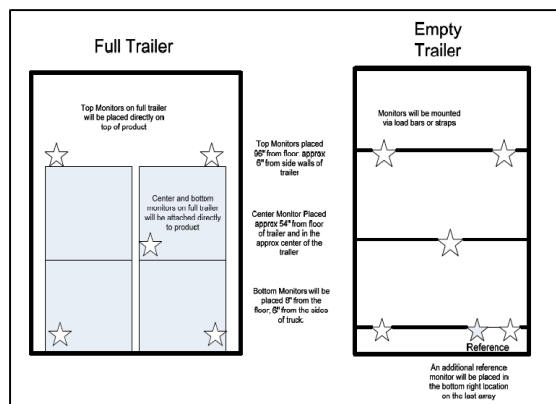 Full Trailer
Empty
Trailer
Top Monitors on full trailer
will be placed directly on
top of product
Monitors will be mounted
via load bars or straps
Top Monitors placed
96" from floor, approx
6" from side walls of
trailer
Center and bottom
monitors on full trailer
will be attached directly
to product
Center Monitor Placed
approx 54" from floor
of trailer and in the
approx center of the
trailer
Bottom Monitors will be
placed 8" from the
floor, 6" from the sides
of truck.
Reference
An additional reference
monitor will be placed in
the bottom right location
on the last array